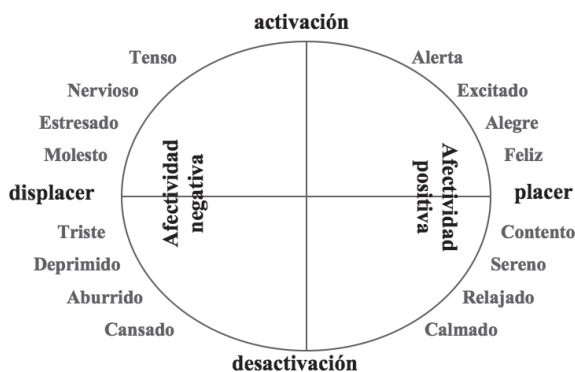 activación
Tenso
Alerta
Nervioso
Excitado
Estresado
Alegre
Molesto
Feliz
Afectividad
negativa
Afectividad
positiva
displacer
placer
Triste
Contento
Deprimido
Sereno
Aburrido
Relajado
Cansado
Calmado
desactivación